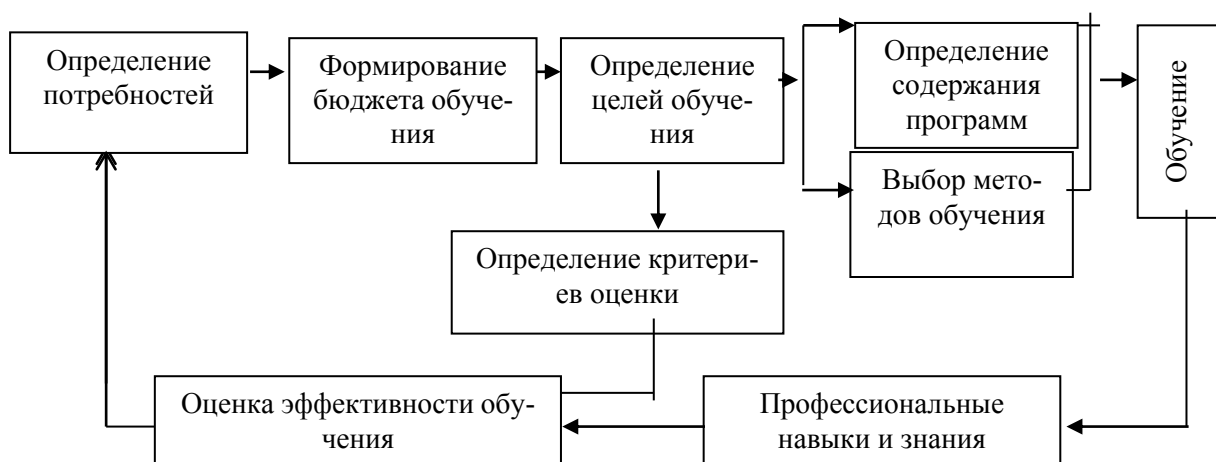 Определение
потребностей
Формирование
бюджета обуче-
ния
Определение
целей обуче-
ния
Определение
содержания
программ
Выбор мето-
дов обучения
Обучение
Определение критери-
ев оценки
Оценка эффективности обу-
чения
Профессиональные
навыки и знания